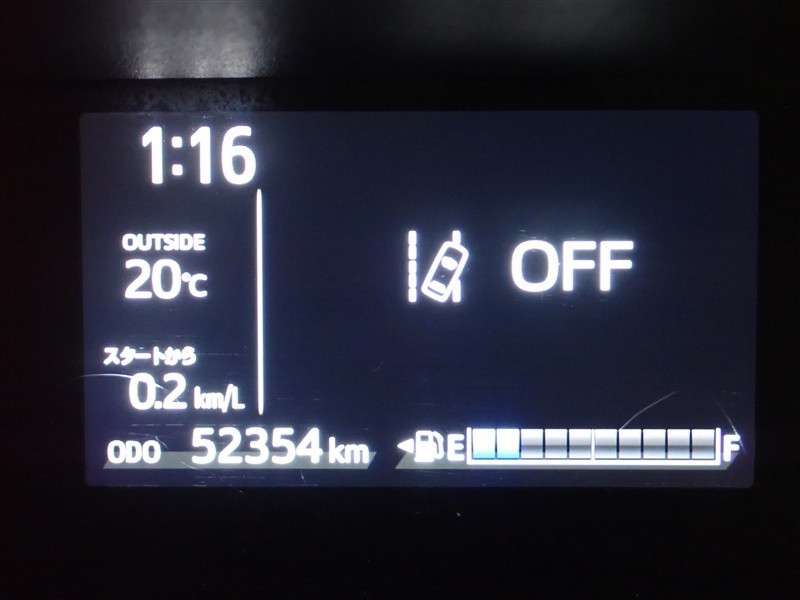 1:16
OUTSIDE
20℃
OFF
スタートから
0.2 km/L
ODO 52354 km
E F